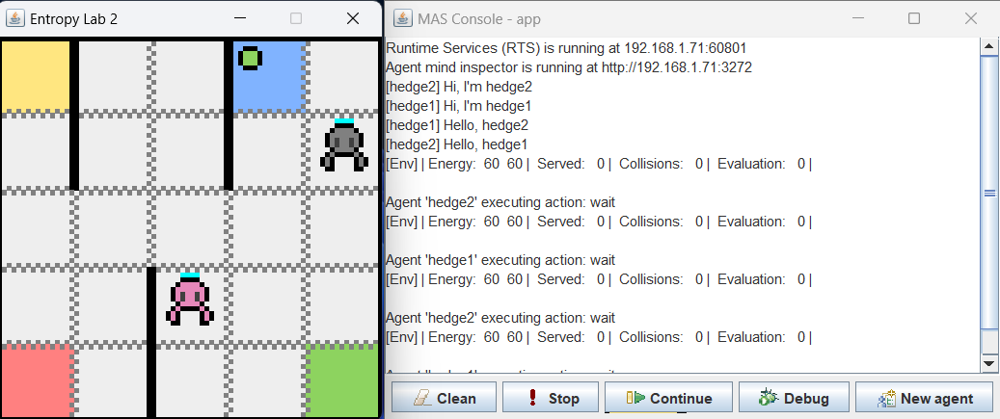 Entropy Lab 2
MAS Console - app
Runtime Services (RTS) is running at 192.168.1.71:60801
Agent mind inspector is running at http://192.168.1.71:3272
[hedge2] Hi, I'm hedge2
[hedge1] Hi, I'm hedge1
[hedge1] Hello, hedge2
[hedge2] Hello, hedge1
[Env] | Energy: 60 60 | Served: 0 | Collisions: 0 | Evaluation: 0 |
Agent 'hedge2' executing action: wait
[Env] | Energy: 60 60 | Served: 0 | Collisions: 0 | Evaluation: 0 |
Agent 'hedge1' executing action: wait
[Env] | Energy: 60 60 | Served: 0 | Collisions: 0 | Evaluation: 0 |
Agent 'hedge2' executing action: wait
[Env] | Energy: 60 60 | Served: 0 | Collisions: 0 | Evaluation: 0 |
Clean Stop Continue Debug New agent